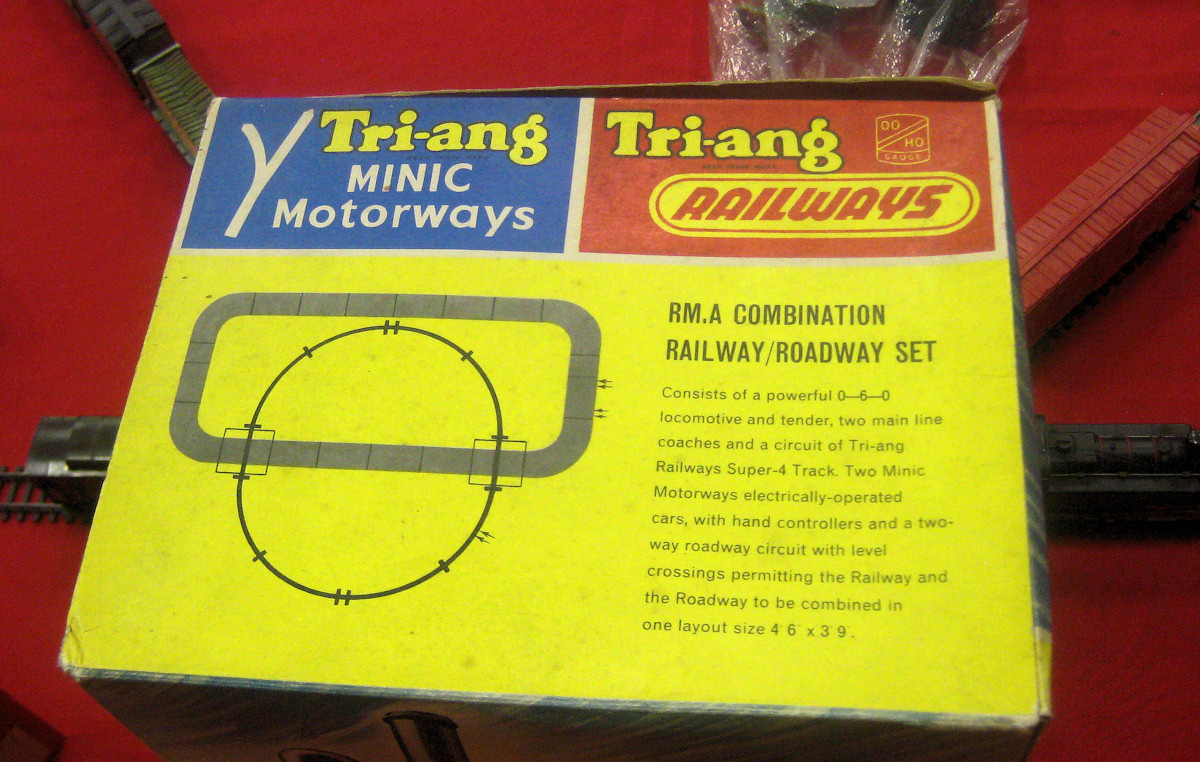 Tri-ang
MINIC
Motorways
Tri-ang
OO
HO
GAUGE
RAILWAYS
RM.A COMBINATION
RAILWAY/ROADWAY SET
Consists of a powerful 0—6—0
locomotive and tender, two main line
coaches and a circuit of Tri-ang
Railways Super-4 Track. Two Minic
Motorways electrically-operated
cars, with hand controllers and a two-
way roadway circuit with level
crossings permitting the Railway and
the Roadway to be combined in
one layout size 4' 6" x 3' 9".